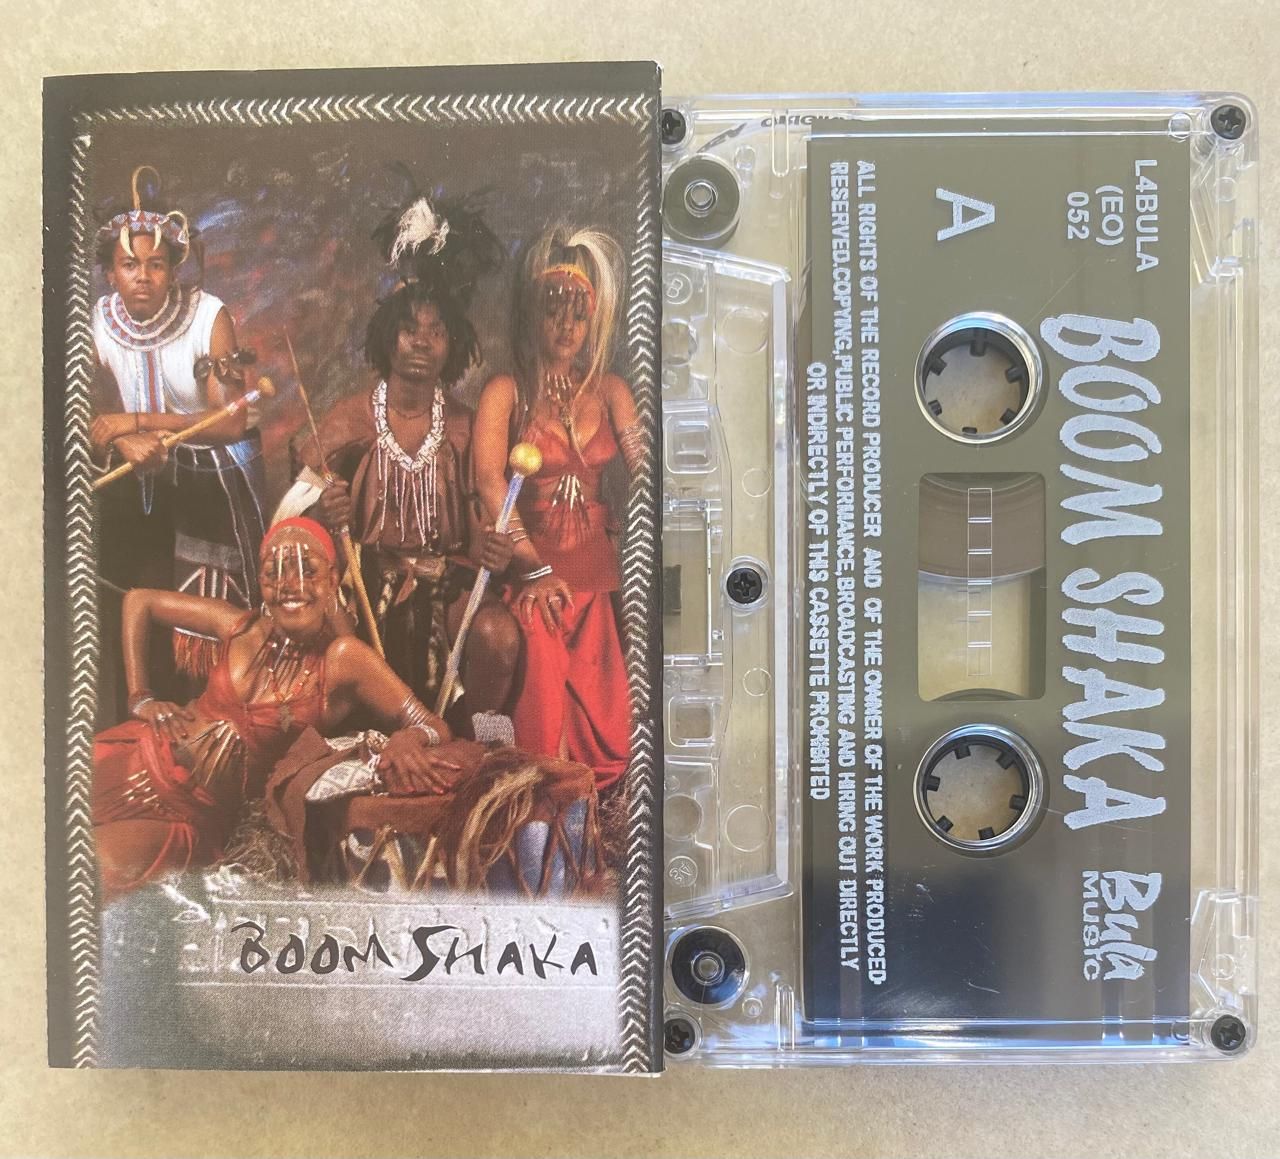 BOOM SHAKA
L4BULA
(EO)
052
A
BOOM SHAKA
Bula
MUSIC
ALL RIGHTS OF THE RECORD PRODUCER AND OF THE OWNER OF THE WORK PRODUCED
RESERVED.COPYING,PUBLIC PERFORMANCE,BROADCASTING AND HIRING OUT DIRECTLY
OR INDIRECTLY OF THIS CASSETTE PROHIBITED